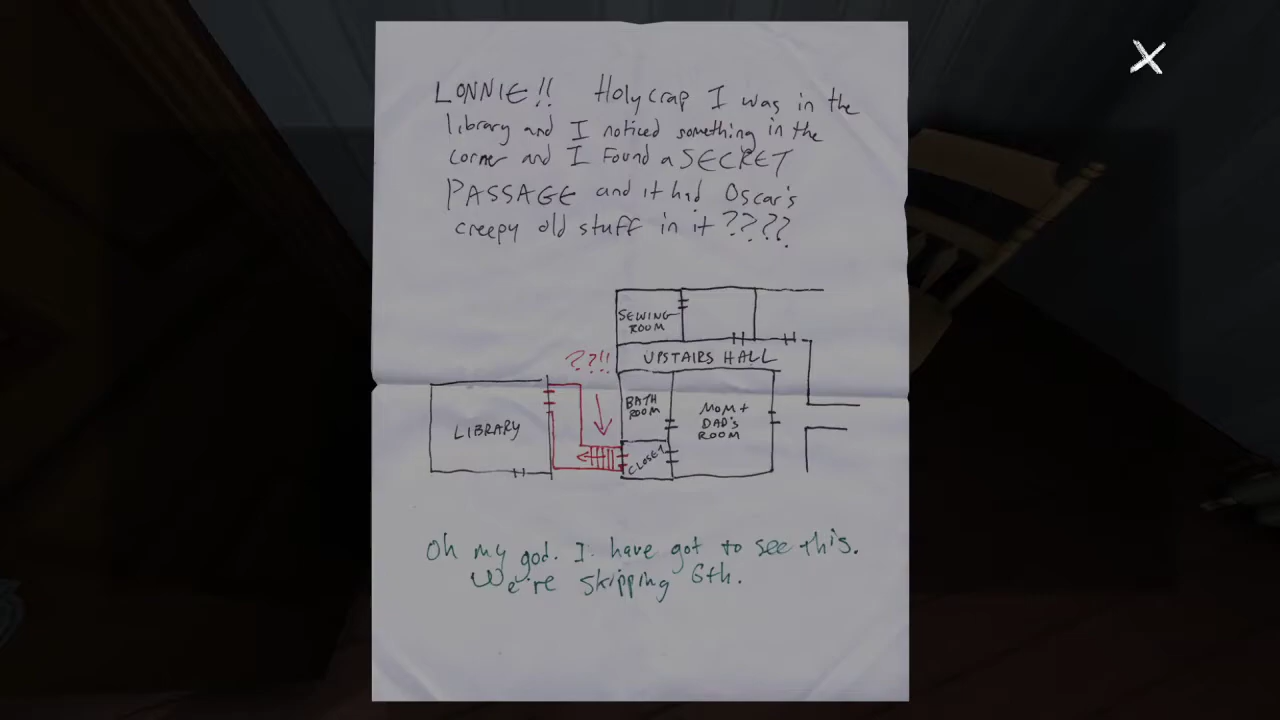 LONNIE!! Holy crap I was in the
library and I noticed something in the
corner and I found a SECRET
PASSAGE and it had Oscar's
creepy old stuff in it ????
SEWING
ROOM
??!!
UPSTAIRS HALL
LIBRARY
BATH
ROOM
MOM +
DAD'S
ROOM
CLOSET
Oh my god. I have got to see this.
We're skipping 6th.